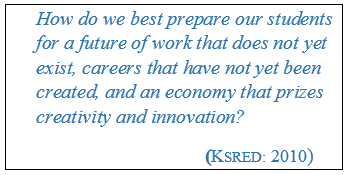 How do we best prepare our students
for a future of work that does not yet
exist, careers that have not yet been
created, and an economy that prizes
creativity and innovation?
(KSRED: 2010)